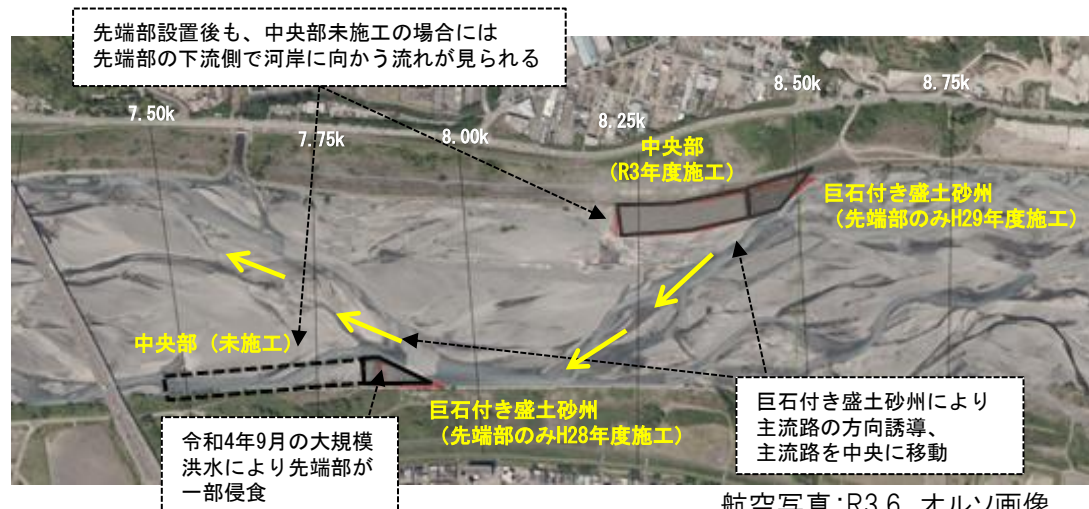 先端部設置後も、中央部未施工の場合には
先端部の下流側で河岸に向かう流れが見られる
7.50k
7.75k
8.00k
8.25k
8.50k
8.75k
中央部
（R3年度施工）
巨石付き盛土砂州
（先端部のみH29年度施工）
中央部（未施工）
巨石付き盛土砂州
（先端部のみH28年度施工）
令和4年9月の大規模
洪水により先端部が
一部侵食
巨石付き盛土砂州により
主流路の方向誘導、
主流路を中央に移動
航空写真：R3.6 オルソ画像